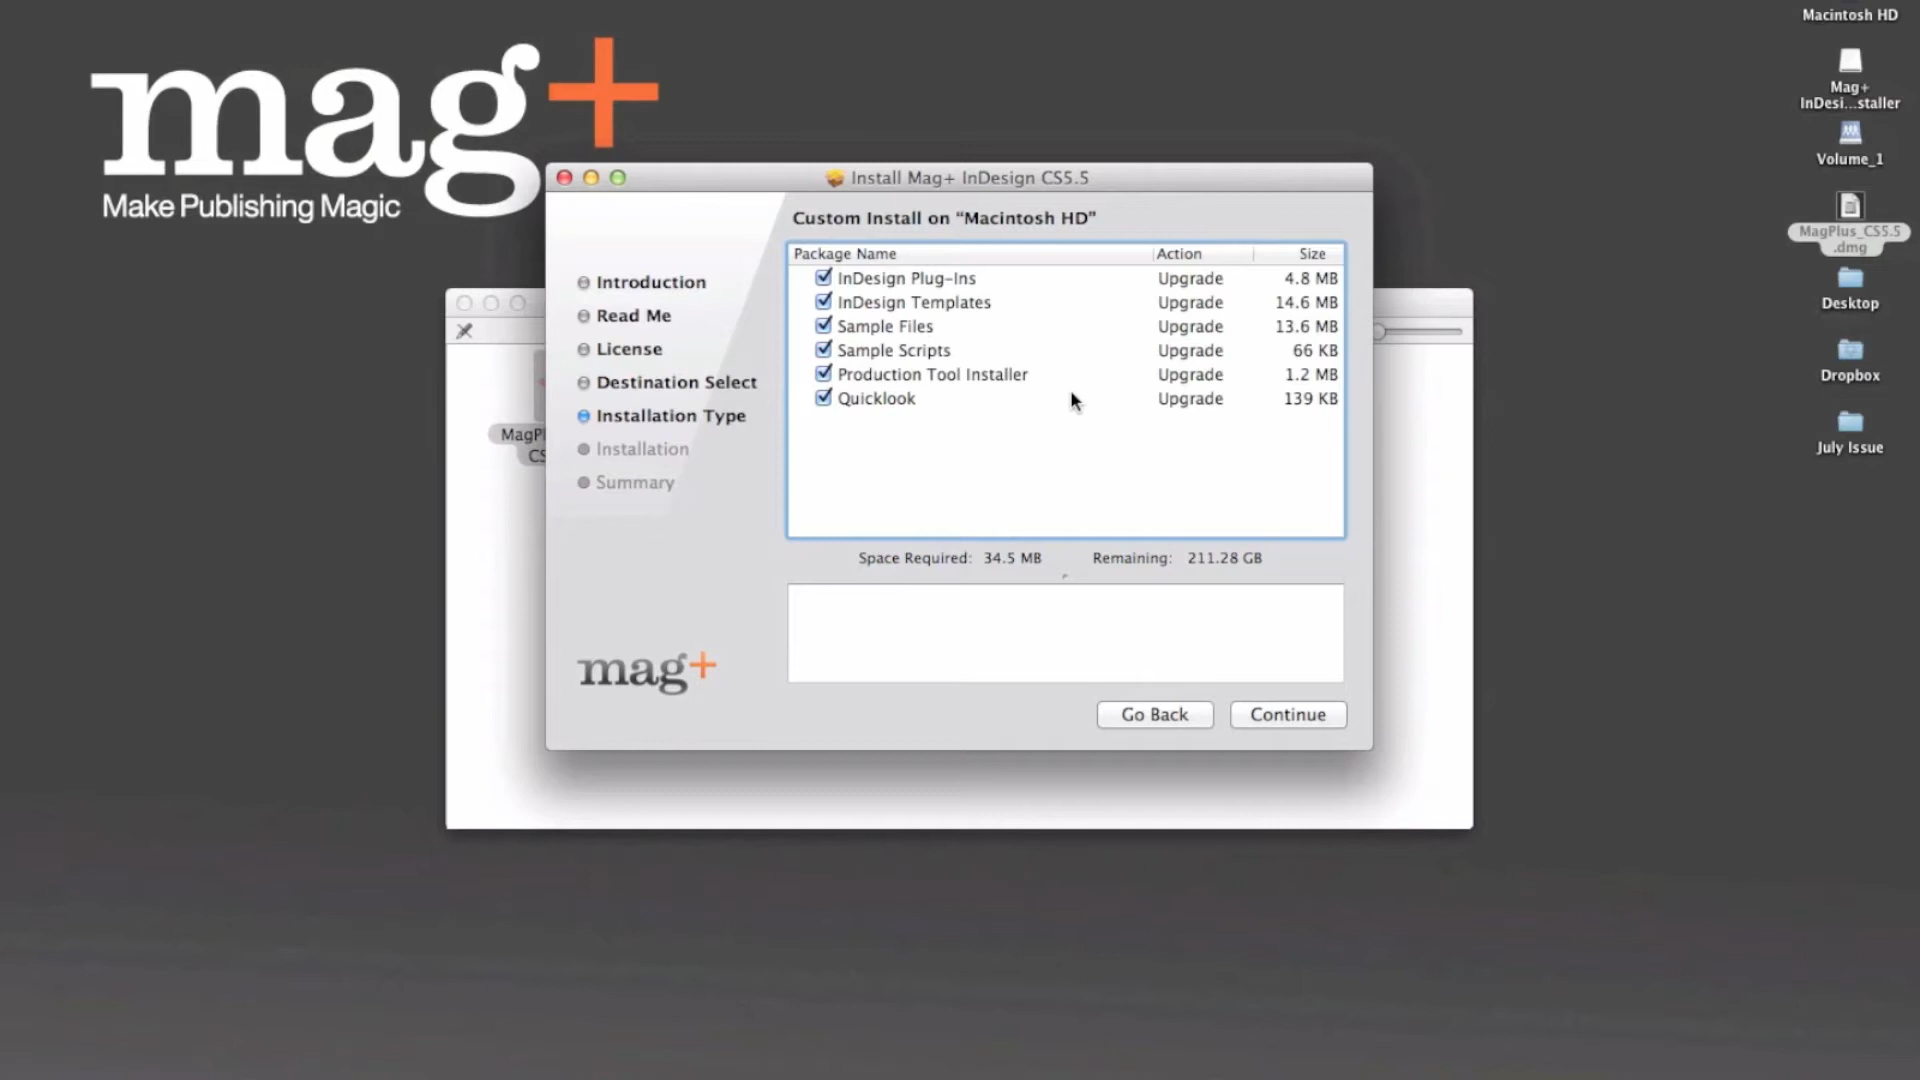 mag+
Make Publishing Magic
Install Mag+ InDesign CS5.5
Custom Install on “Macintosh HD”
Introduction
Read Me
License
Destination Select
Installation Type
Installation
Summary
Package Name Action Size
InDesign Plug-Ins Upgrade 4.8 MB
InDesign Templates Upgrade 14.6 MB
Sample Files Upgrade 13.6 MB
Sample Scripts Upgrade 66 KB
Production Tool Installer Upgrade 1.2 MB
Quicklook Upgrade 139 KB
Space Required: 34.5 MB Remaining: 211.28 GB
mag+
Go Back Continue
MagPl
CS
Macintosh HD
Mag+
InDesi...staller
Volume_1
MagPlus_CS5.5
.dmg
Desktop
Dropbox
July Issue